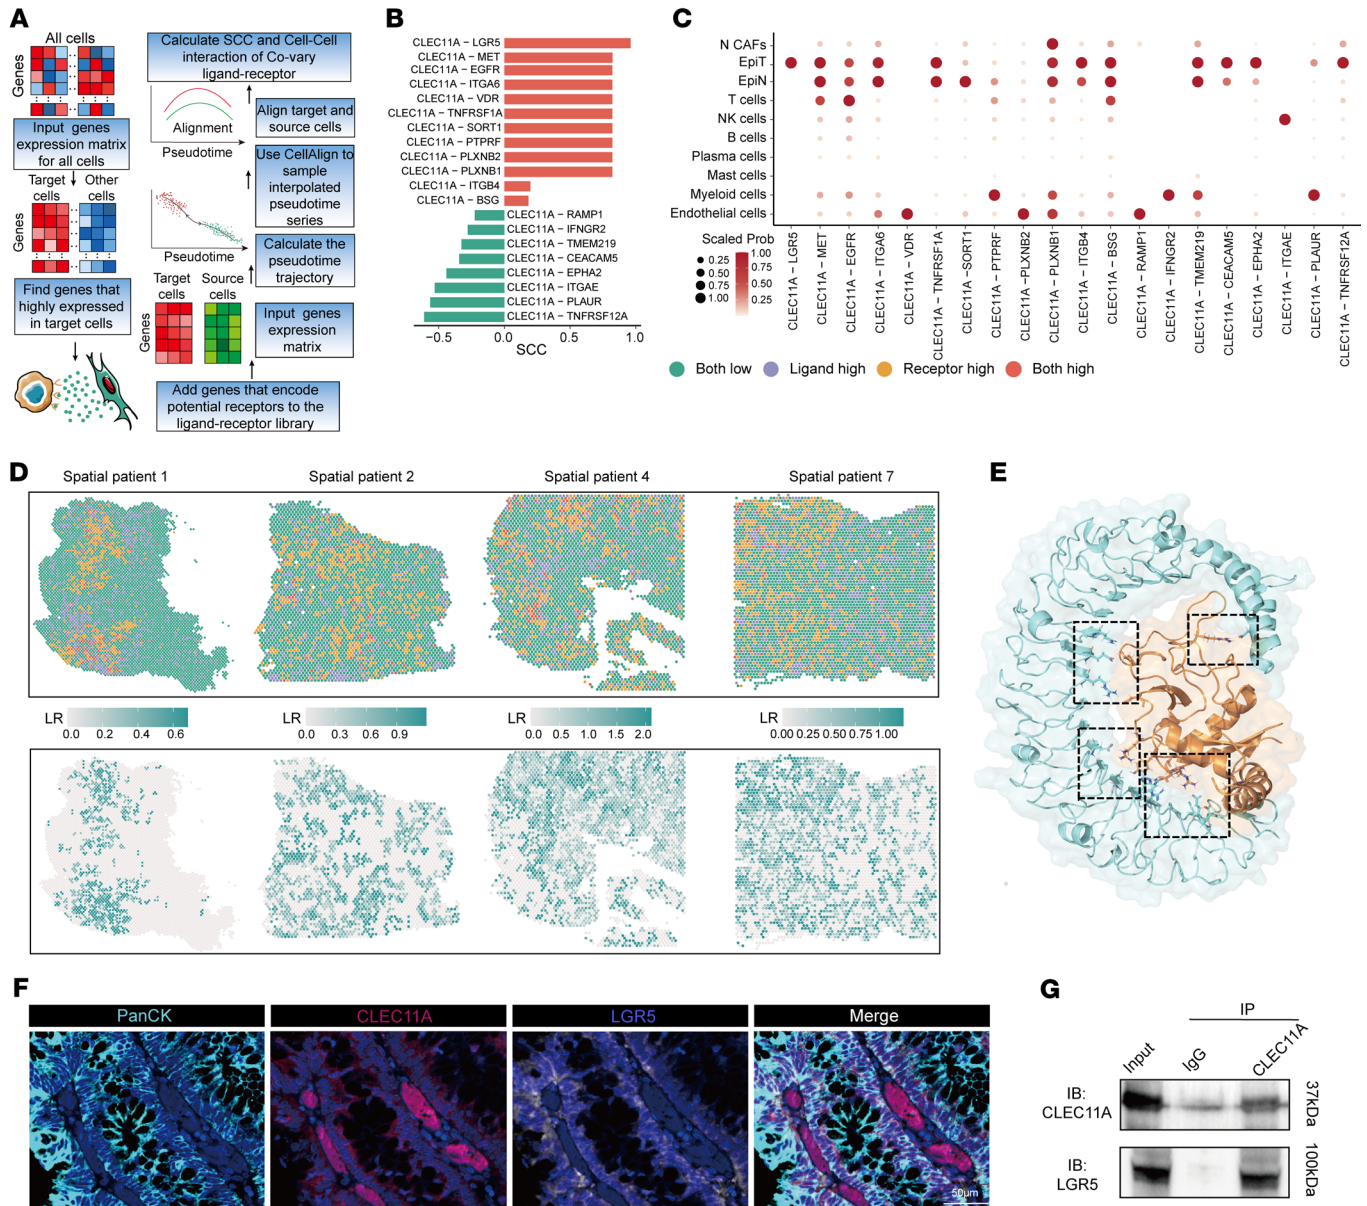 A
All cells
Genes
Input genes
expression matrix
for all cells
Target
cells
Other
cells
Genes
Find genes that
highly expressed
in target cells
Calculate SCC and Cell-Cell
interaction of Co-vary
ligand-receptor
Alignment
Pseudotime
Align target and
source cells
Use CellAlign to
sample
interpolated
pseudotime
series
Pseudotime
Calculate the
pseudotime
trajectory
Target
cells
Source
cells
Genes
Input genes
expression
matrix
Add genes that encode
potential receptors to the
ligand-receptor library
B
CLEC11A – LGR5
CLEC11A – MET
CLEC11A – EGFR
CLEC11A – ITGA6
CLEC11A – VDR
CLEC11A – TNFRSF1A
CLEC11A – SORT1
CLEC11A – PTPRF
CLEC11A – PLXNB2
CLEC11A – PLXNB1
CLEC11A – ITGB4
CLEC11A – BSG
CLEC11A – RAMP1
CLEC11A – IFNGR2
CLEC11A – TMEM219
CLEC11A – CEACAM5
CLEC11A – EPHA2
CLEC11A – ITGAE
CLEC11A – PLAUR
CLEC11A – TNFRSF12A
−0.5 0.0 0.5 1.0
SCC
C
N CAFs
EpiT
EpiN
T cells
NK cells
B cells
Plasma cells
Mast cells
Myeloid cells
Endothelial cells
Scaled Prob
0.25
0.50
0.75
1.00
1.00
0.75
0.50
0.25
CLEC11A – LGR5
CLEC11A – MET
CLEC11A – EGFR
CLEC11A – ITGA6
CLEC11A – VDR
CLEC11A – TNFRSF1A
CLEC11A – SORT1
CLEC11A – PTPRF
CLEC11A – PLXNB2
CLEC11A – PLXNB1
CLEC11A – ITGB4
CLEC11A – BSG
CLEC11A – RAMP1
CLEC11A – IFNGR2
CLEC11A – TMEM219
CLEC11A – CEACAM5
CLEC11A – EPHA2
CLEC11A – ITGAE
CLEC11A – PLAUR
CLEC11A – TNFRSF12A
Both low Ligand high Receptor high Both high
D
Spatial patient 1 Spatial patient 2 Spatial patient 4 Spatial patient 7
LR
0.0 0.2 0.4 0.6
LR
0.0 0.3 0.6 0.9
LR
0.0 0.5 1.0 1.5 2.0
LR
0.00 0.25 0.50 0.75 1.00
E
F
PanCK CLEC11A LGR5 Merge
50μm
G
IP
Input IgG CLEC11A
IB:
CLEC11A
37kDa
IB:
LGR5
100kDa